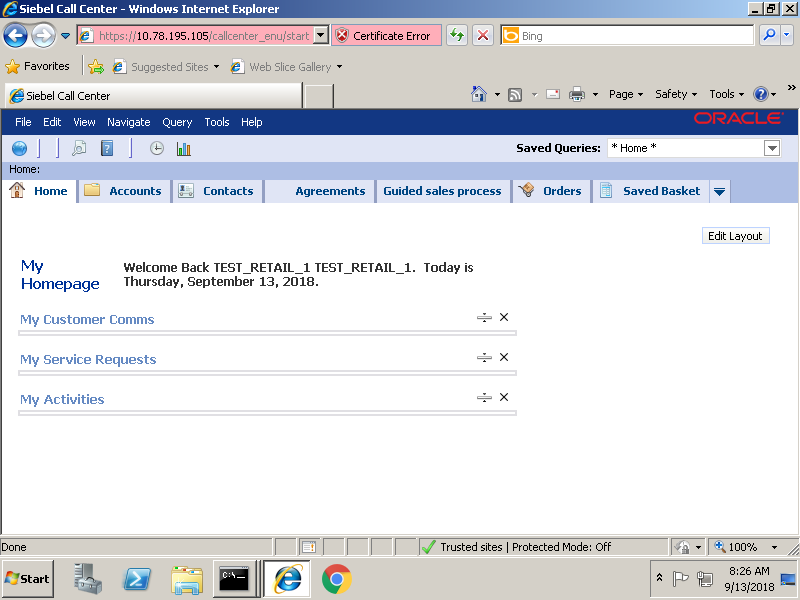 Siebel Call Center - Windows Internet Explorer
https://10.78.195.105/callcenter_enu/start
Certificate Error
Bing
Favorites
Suggested Sites
Web Slice Gallery
Siebel Call Center
Page
Safety
Tools
»
File Edit View Navigate Query Tools Help
ORACLE
Saved Queries:
* Home *
Home:
Home
Accounts
Contacts
Agreements
Guided sales process
Orders
Saved Basket
Edit Layout
My
Homepage
Welcome Back TEST_RETAIL_1 TEST_RETAIL_1. Today is
Thursday, September 13, 2018.
My Customer Comms
My Service Requests
My Activities
Done
Trusted sites | Protected Mode: Off
100%
Start
C:\_
8:26 AM
9/13/2018